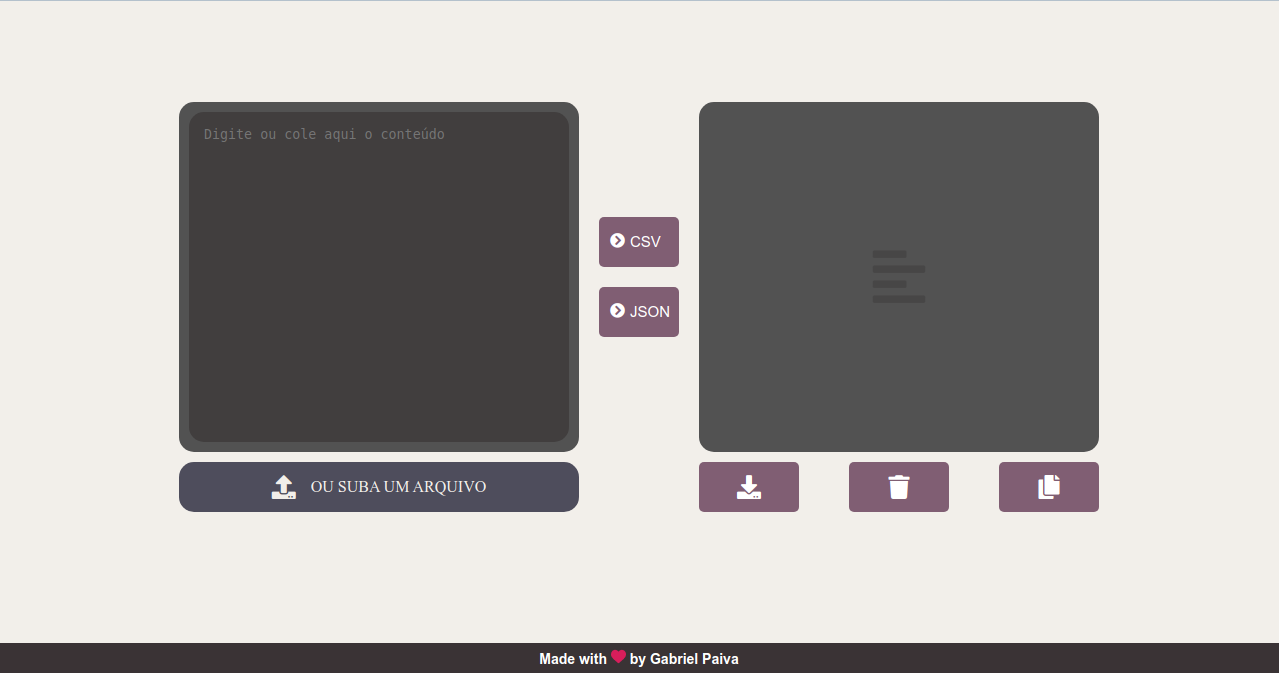 Digite ou cole aqui o conteúdo
CSV
JSON
OU SUBA UM ARQUIVO
Made with ❤ by Gabriel Paiva